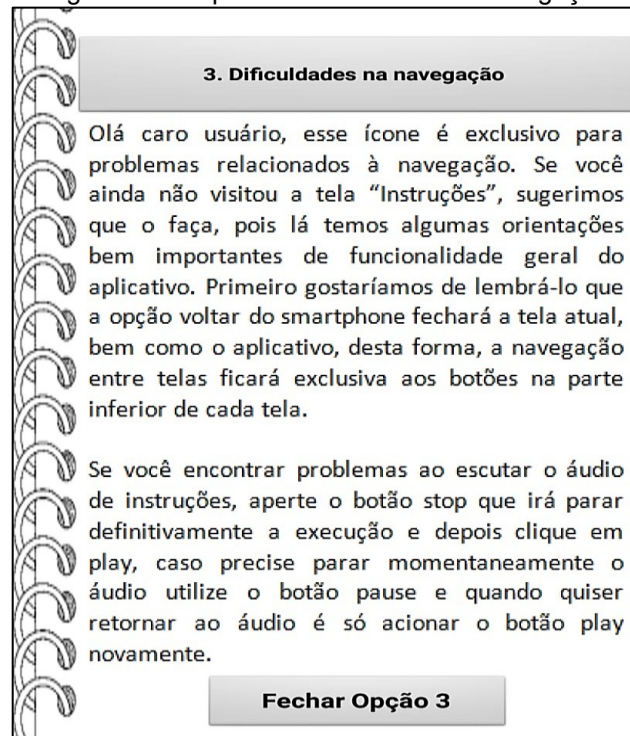 3. Dificuldades na navegação
Olá caro usuário, esse ícone é exclusivo para
problemas relacionados à navegação. Se você
ainda não visitou a tela “Instruções”, sugerimos
que o faça, pois lá temos algumas orientações
bem importantes de funcionalidade geral do
aplicativo. Primeiro gostaríamos de lembrá-lo que
a opção voltar do smartphone fechará a tela atual,
bem como o aplicativo, desta forma, a navegação
entre telas ficará exclusiva aos botões na parte
inferior de cada tela.
Se você encontrar problemas ao escutar o áudio
de instruções, aperte o botão stop que irá parar
definitivamente a execução e depois clique em
play, caso precise parar momentaneamente o
áudio utilize o botão pause e quando quiser
retornar ao áudio é só acionar o botão play
novamente.
Fechar Opção 3